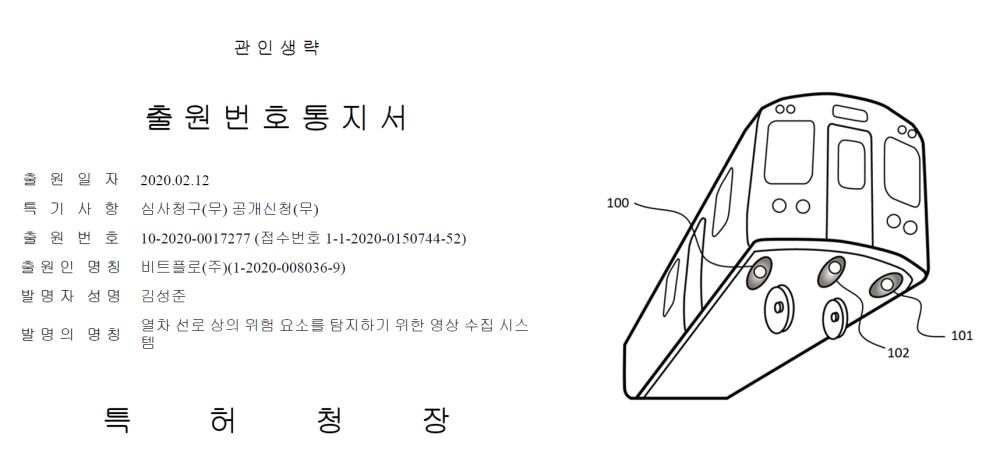 관 인 생 략
출 원 번 호 통 지 서
출 원 일 자 2020.02.12
특 기 사 항 심사청구(무) 공개신청(무)
출 원 번 호 10-2020-0017277 (접수번호 1-1-2020-0150744-52)
출 원 인 명 칭 비트플로(주)(1-2020-008036-9)
발 명 자 성 명 김성준
발 명 의 명 칭 열차 선로 상의 위험 요소를 탐지하기 위한 영상 수집 시스
템
특 허 청 장
100
101
102